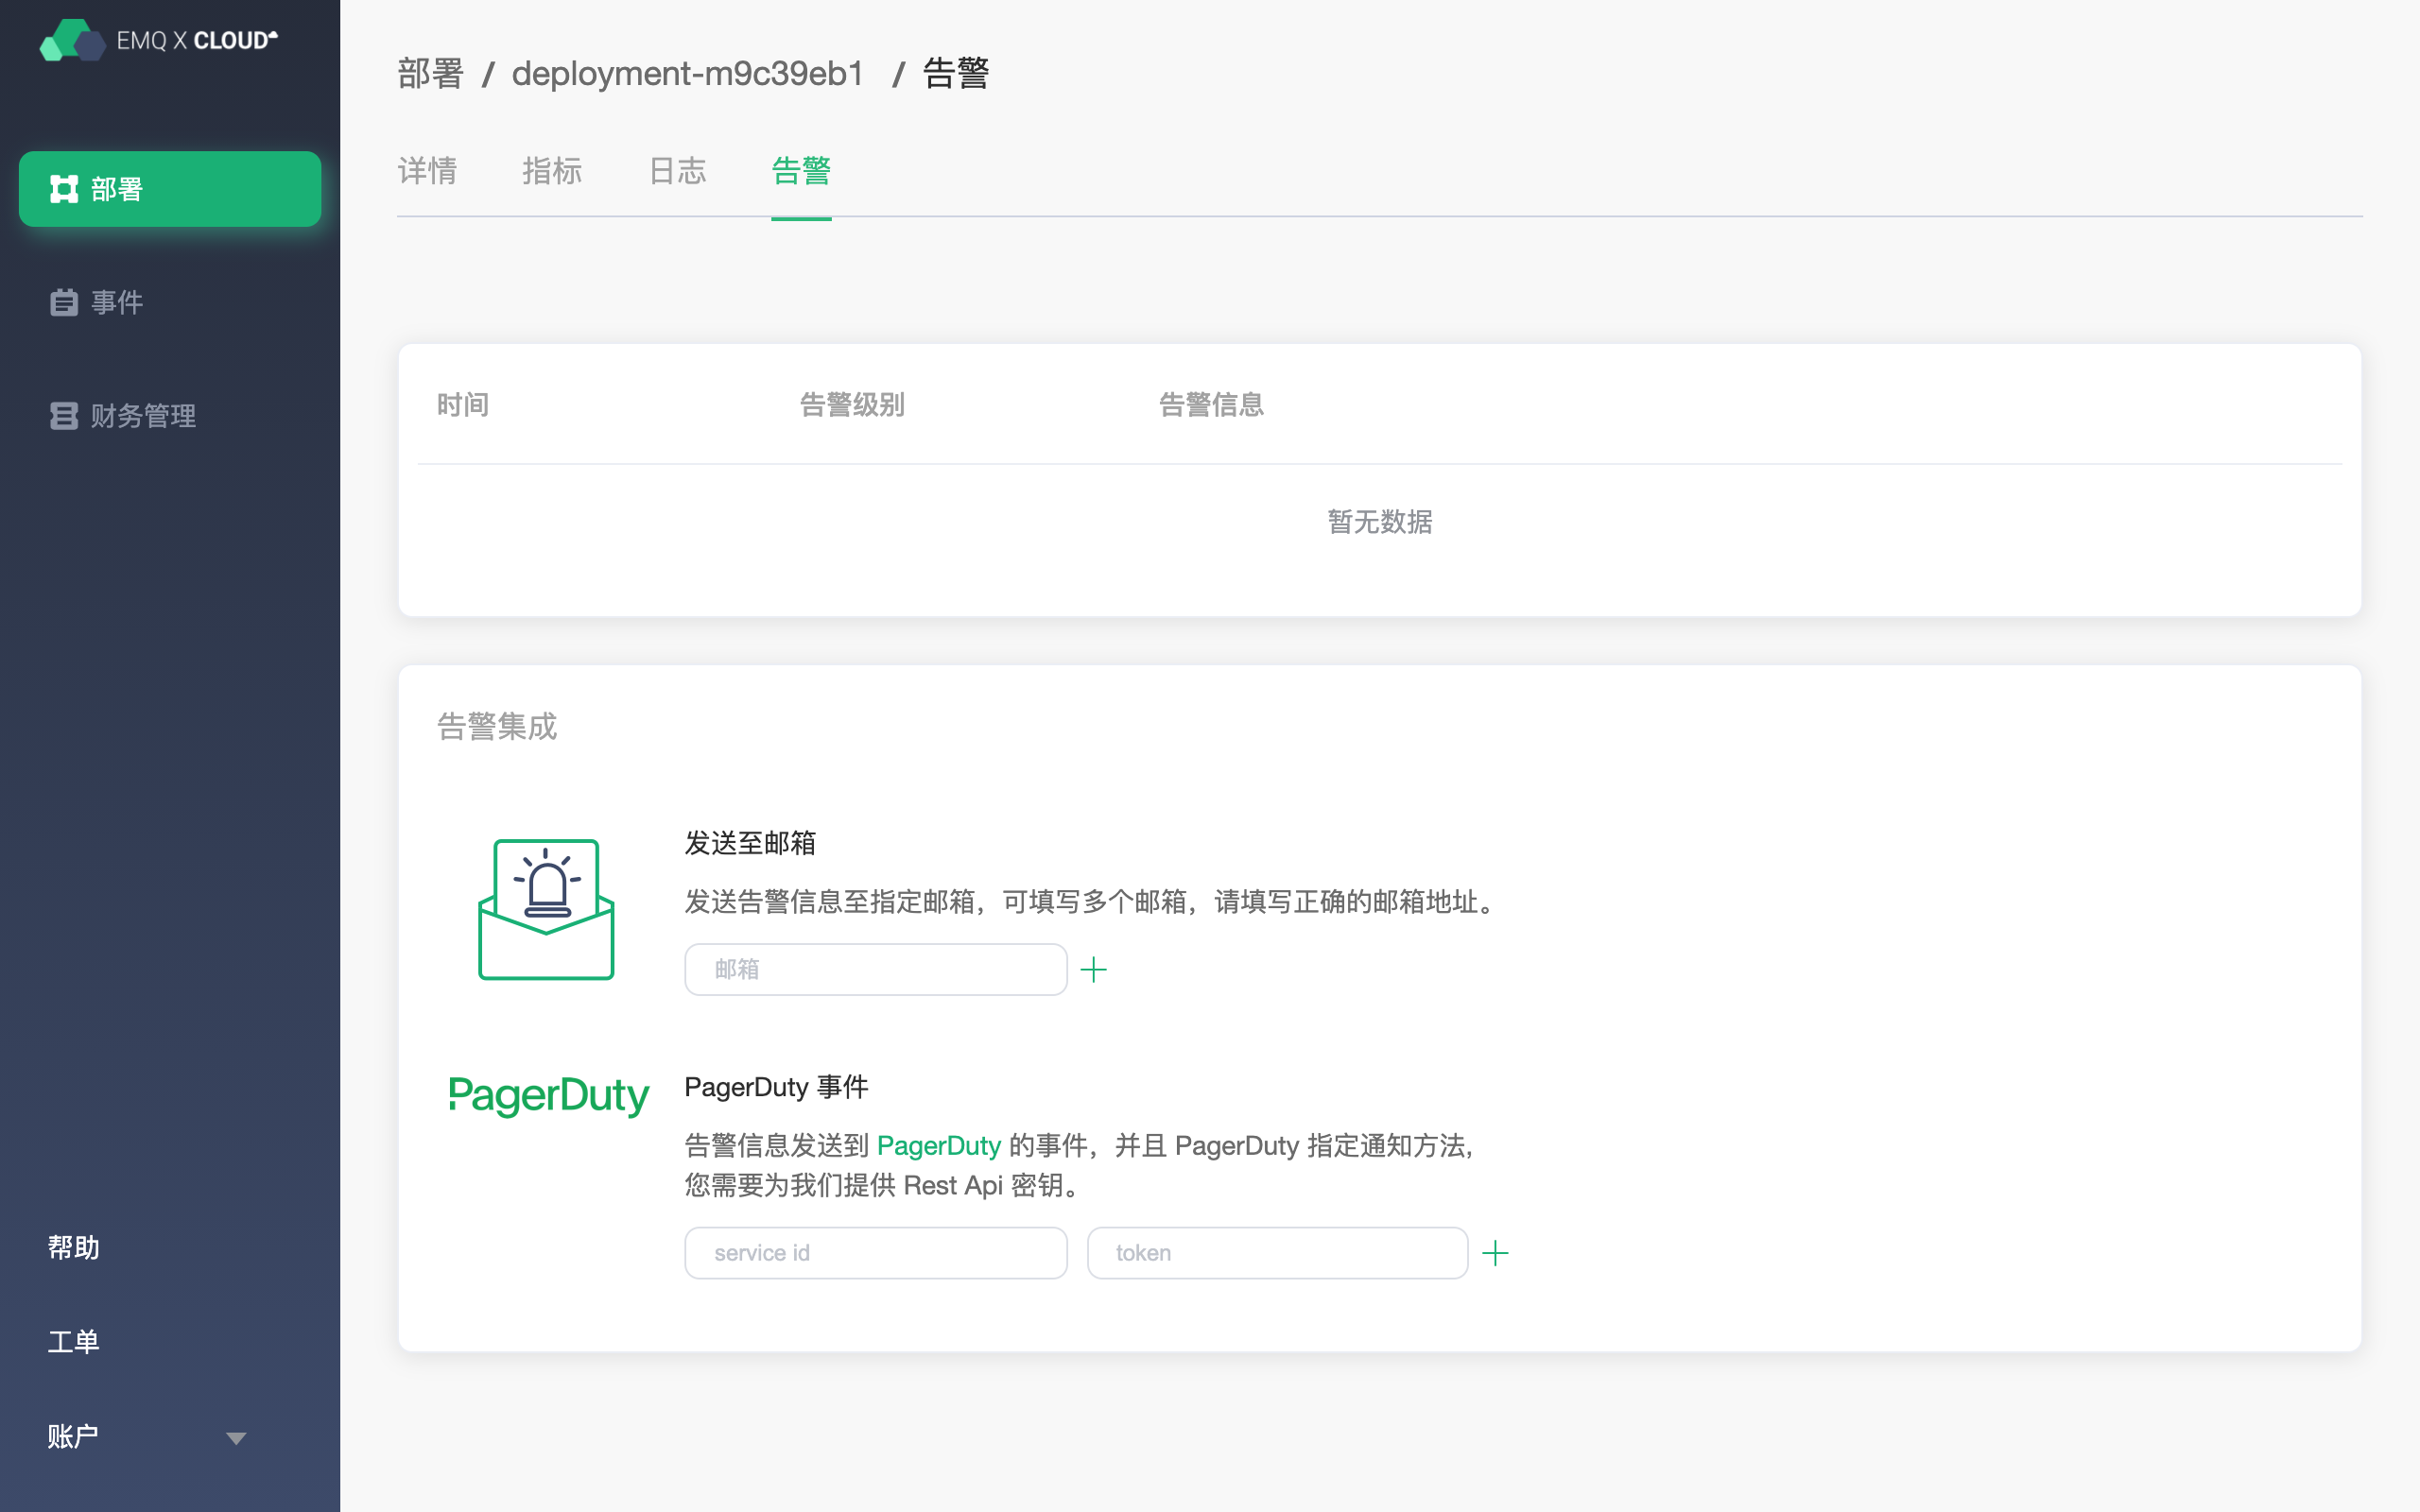 EMQ X CLOUD
部署
事件
财务管理
帮助
工单
账户
部署 / deployment-m9c39eb1 / 告警
详情 指标 日志 告警
时间 告警级别 告警信息
暂无数据
告警集成
发送至邮箱
发送告警信息至指定邮箱，可填写多个邮箱，请填写正确的邮箱地址。
邮箱
PagerDuty
PagerDuty 事件
告警信息发送到 PagerDuty 的事件，并且 PagerDuty 指定通知方法,
您需要为我们提供 Rest Api 密钥。
service id token